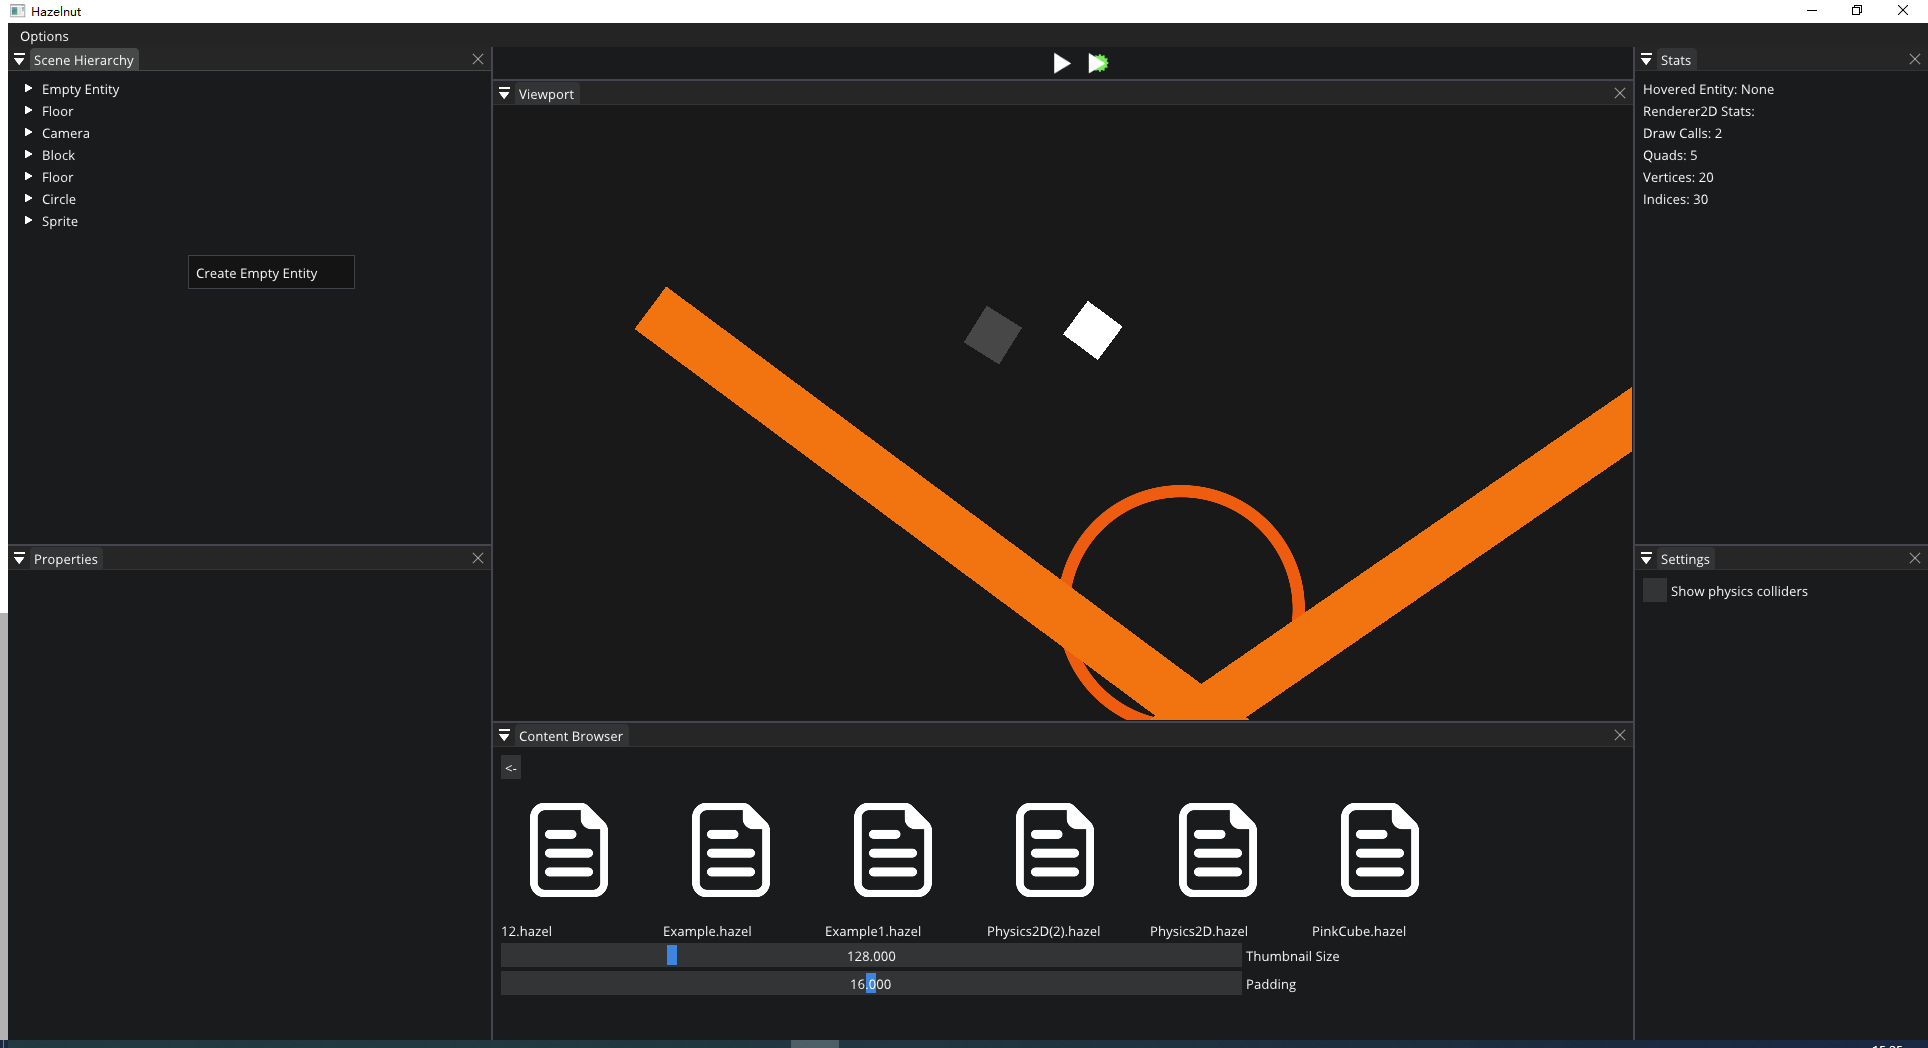 Hazelnut
Options
Scene Hierarchy
Empty Entity
Floor
Camera
Block
Floor
Circle
Sprite
Create Empty Entity
Properties
Viewport
Content Browser
<-
12.hazel
Example.hazel
Example1.hazel
Physics2D(2).hazel
Physics2D.hazel
PinkCube.hazel
128.000
Thumbnail Size
16.000
Padding
Stats
Hovered Entity: None
Renderer2D Stats:
Draw Calls: 2
Quads: 5
Vertices: 20
Indices: 30
Settings
Show physics colliders